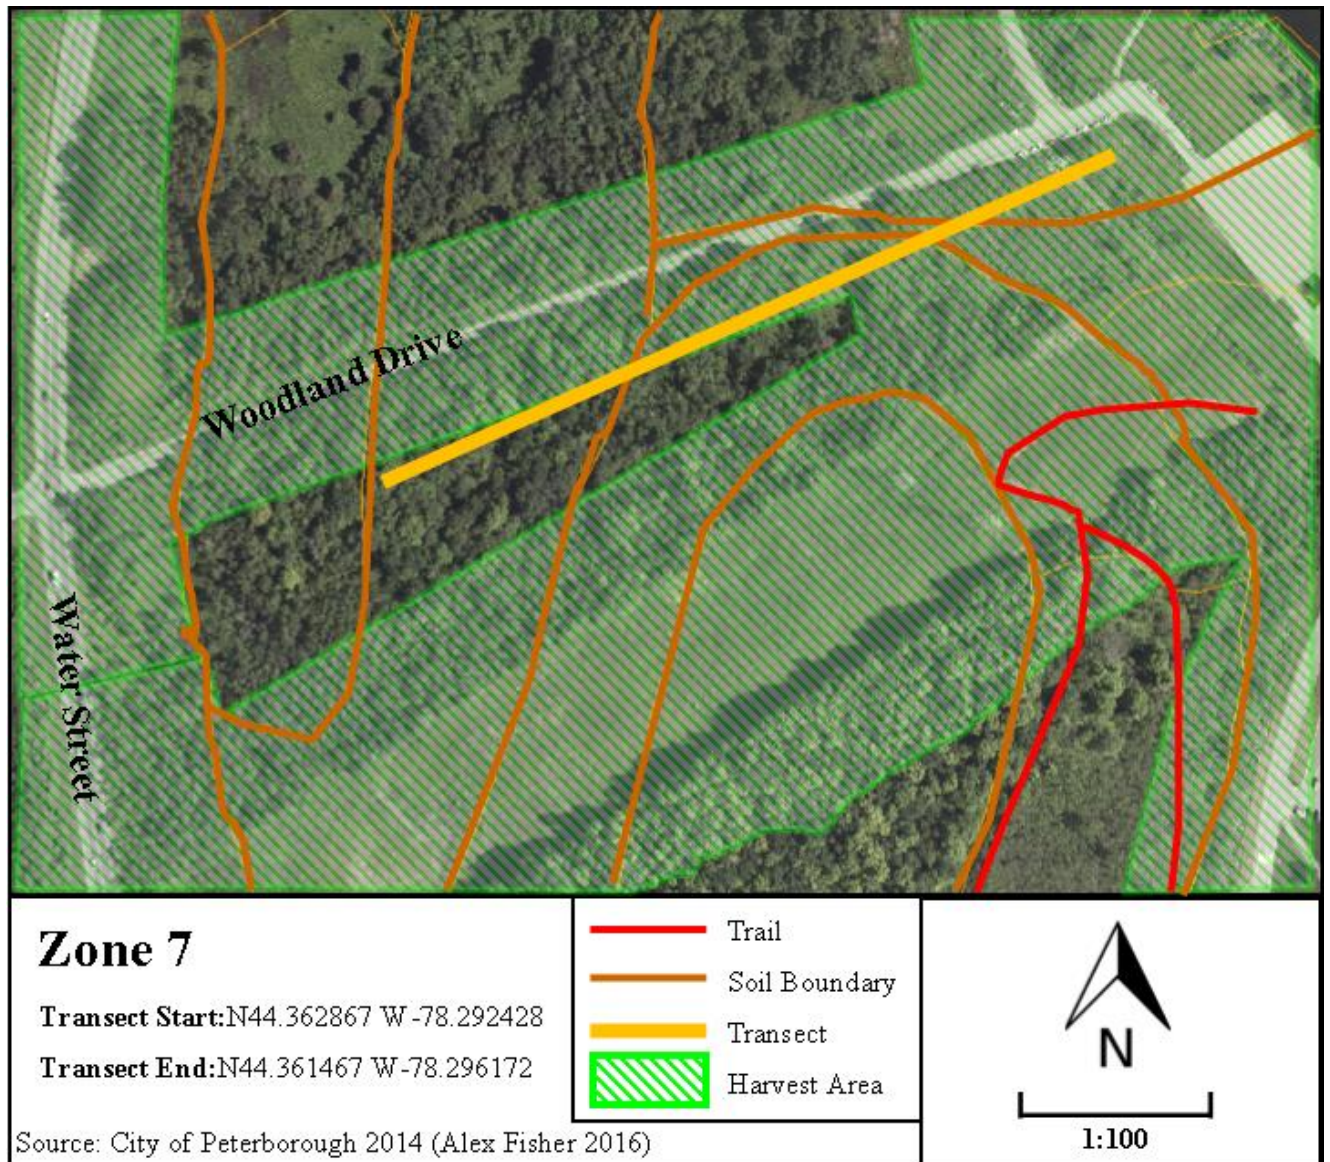 Woodland Drive
Water Street
Zone 7
Transect Start:N44.362867 W-78.292428
Transect End:N44.361467 W-78.296172
Source: City of Peterborough 2014 (Alex Fisher 2016)
Trail
Soil Boundary
Transect
Harvest Area
N
1:100